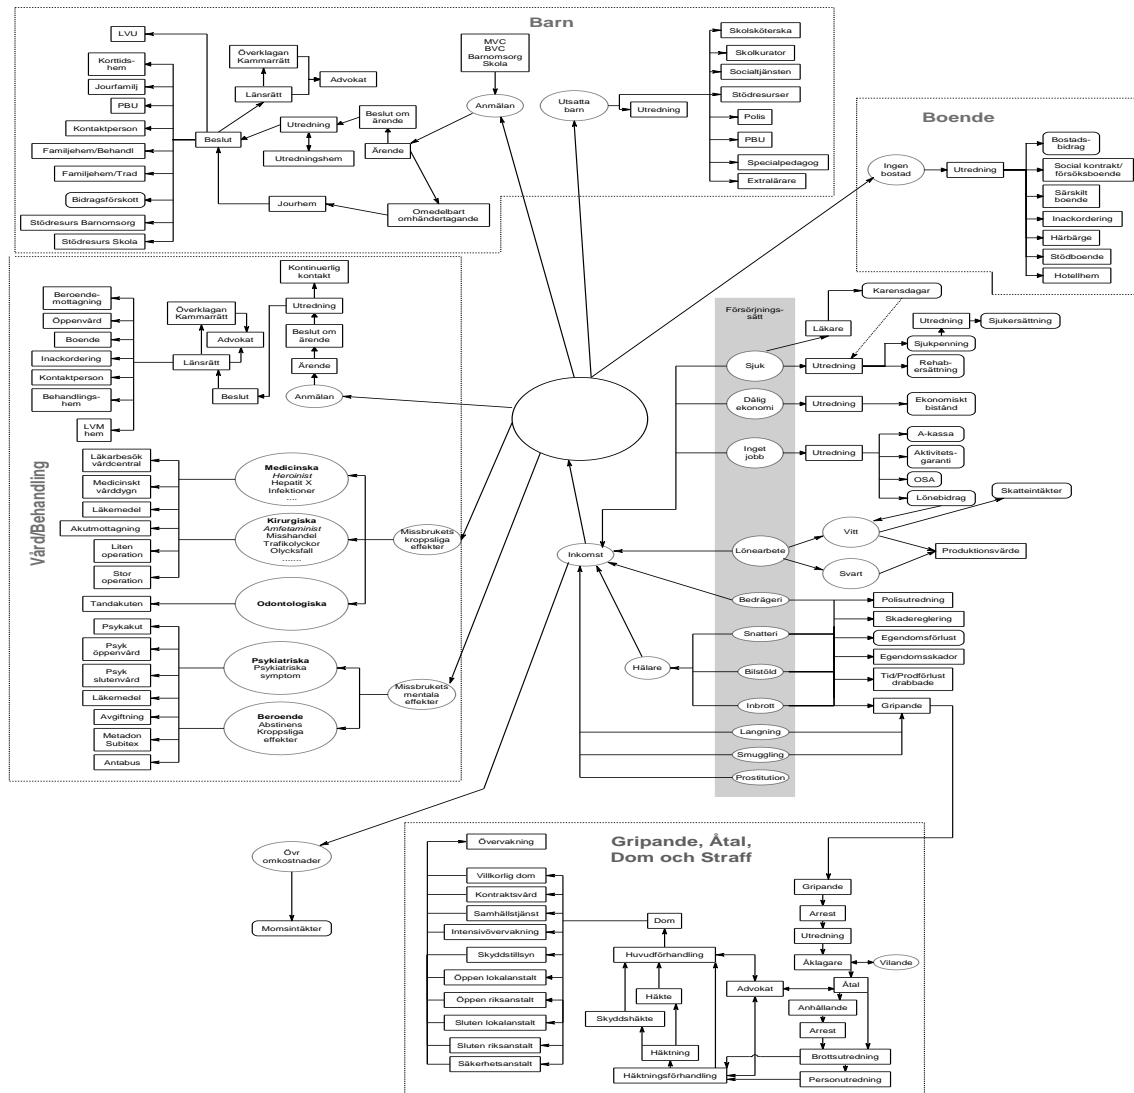 Barn
LVU
Korttids-
hem
Jourfamilj
PBU
Kontaktperson
Familjehem/Behandl
Familjehem/Trad
Bidragsförskott
Stödresurs Barnomsorg
Stödresurs Skola
Överklagan
Kammarrätt
Advokat
Länsrätt
Beslut
Utredning
Utredningshem
Beslut om
ärende
Ärende
Jourhem
Omedelbart
omhändertagande
MVC
BVC
Barnomsorg
Skola
Anmälan
Utsatta
barn
Utredning
Skolsköterska
Skolkurator
Socialtjänsten
Stödresurser
Polis
PBU
Specialpedagog
Extralärare
Boende
Ingen
bostad
Utredning
Bostads-
bidrag
Social kontrakt/
försöksboende
Särskilt
boende
Inackordering
Härbärge
Stödboende
Hotellhem
Vård/Behandling
Beroende-
mottagning
Öppenvård
Boende
Inackordering
Kontaktperson
Behandlings-
hem
LVM
hem
Överklagan
Kammarrätt
Advokat
Länsrätt
Beslut
Kontinuerlig
kontakt
Utredning
Beslut om
ärende
Ärende
Anmälan
Läkarbesök
vårdcentral
Medicinskt
vårddygn
Läkemedel
Akutmottagning
Liten
operation
Stor
operation
Tandakuten
Medicinska
Heroinist
Hepatit X
Infektioner
....
Kirurgiska
Amfetaminist
Misshandel
Trafikolyckor
Olycksfall
.......
Odontologiska
Missbrukets
kroppsliga
effekter
Psykakut
Psyk
öppenvård
Psyk
slutenvård
Läkemedel
Avgiftning
Metadon
Subitex
Antabus
Psykiatriska
Psykiatriska
symptom
Beroende
Abstinens
Kroppsliga
effekter
Missbrukets
mentala
effekter
Försörjnings-
sätt
Sjuk
Läkare
Karensdagar
Utredning
Utredning
Sjukersättning
Sjukpenning
Rehab-
ersättning
Dålig
ekonomi
Utredning
Ekonomiskt
bistånd
Inget
jobb
Utredning
A-kassa
Aktivitets-
garanti
OSA
Lönebidrag
Skatteintäkter
Inkomst
Lönearbete
Vitt
Svart
Produktionsvärde
Bedrägeri
Snatteri
Bilstöld
Inbrott
Langning
Smuggling
Prostitution
Hälare
Polisutredning
Skadereglering
Egendomsförlust
Egendomsskador
Tid/Prodförlust
drabbade
Gripande
Övr
omkostnader
Momsintäkter
Gripande, Åtal,
Dom och Straff
Övervakning
Villkorlig dom
Kontraktsvård
Samhällstjänst
Intensivövervakning
Skyddstillsyn
Öppen lokalanstalt
Öppen riksanstalt
Sluten lokalanstalt
Sluten riksanstalt
Säkerhetsanstalt
Dom
Huvudförhandling
Häkte
Skyddshäkte
Häktning
Häktningsförhandling
Advokat
Gripande
Arrest
Utredning
Åklagare
Vilande
Åtal
Anhållande
Arrest
Brottsutredning
Personutredning